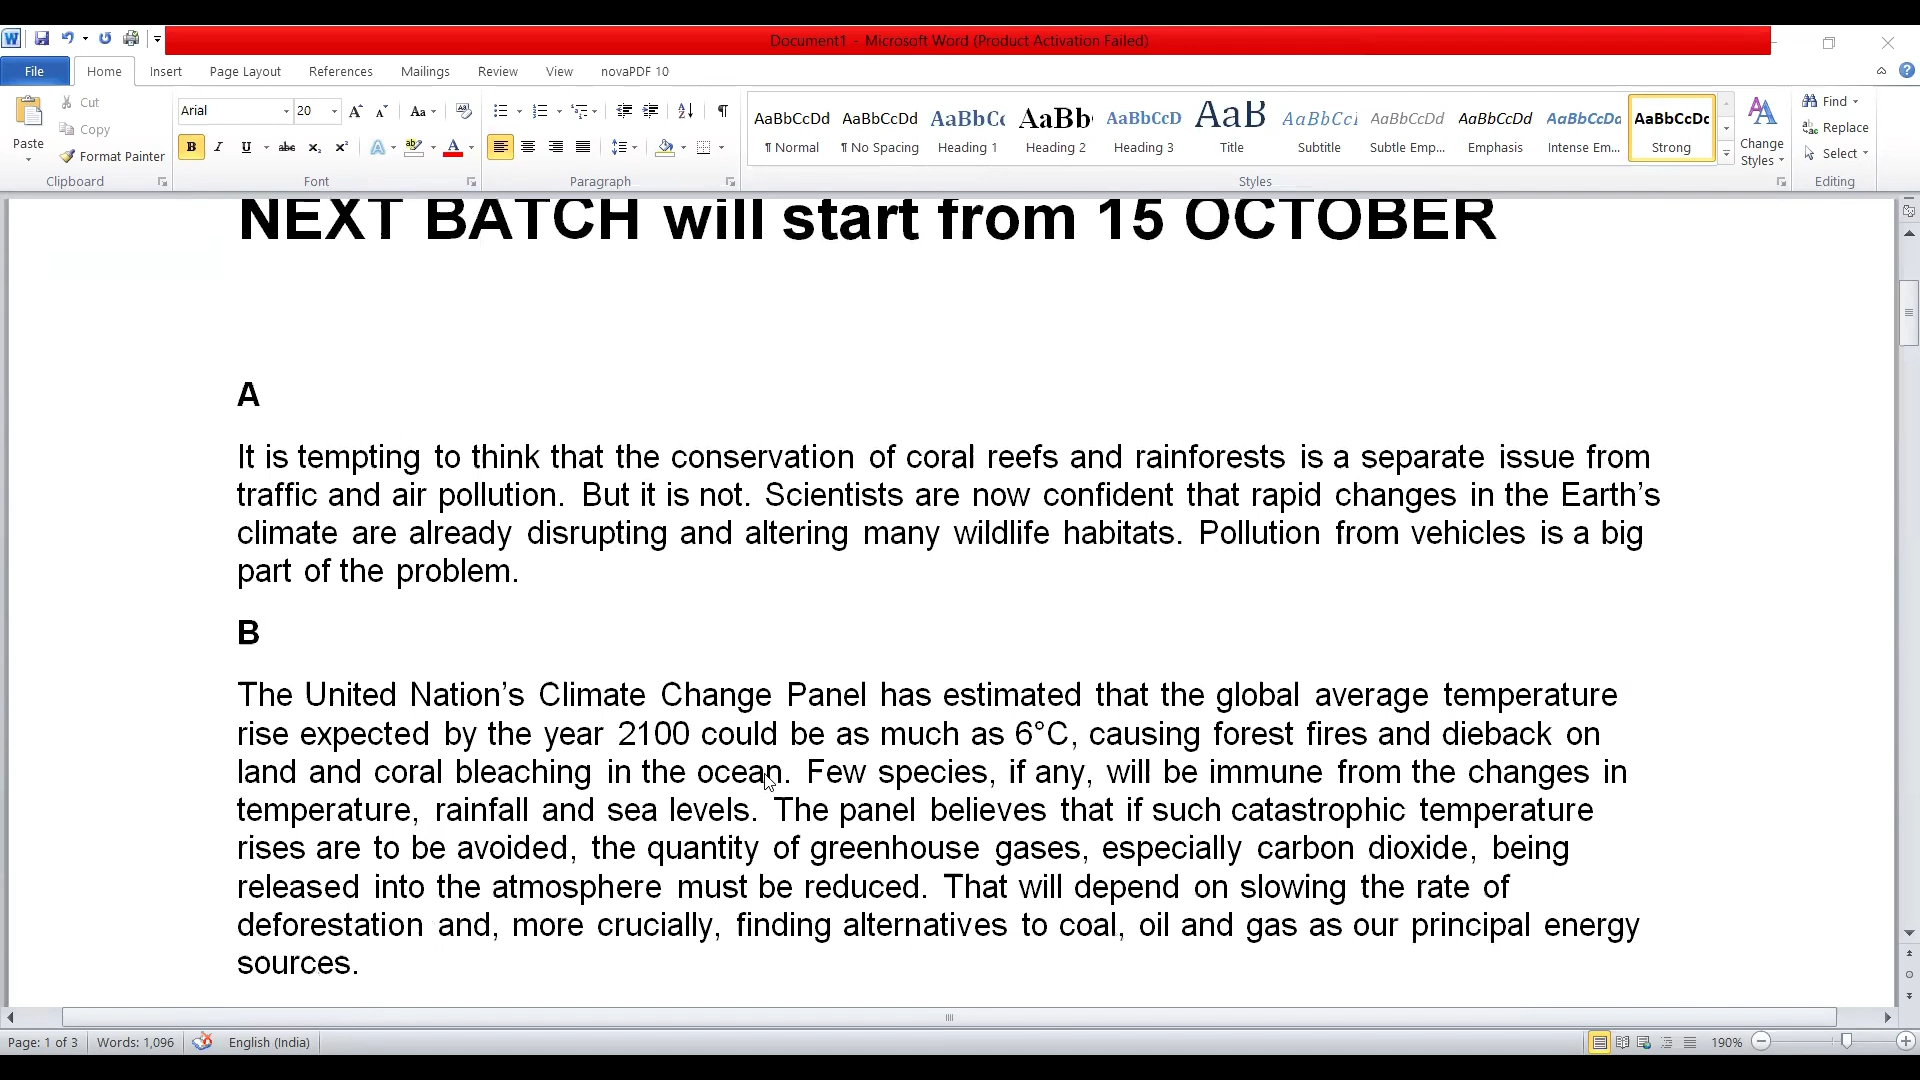 Document1 - Microsoft Word (Product Activation Failed)
File Home Insert Page Layout References Mailings Review View novaPDF 10
Paste
Cut
Copy
Format Painter
Clipboard
Arial 20
Font
Paragraph
AaBbCcDd AaBbCcDd AaBbCc AaBb( AaBbCcD AaB AaBbCcl AaBbCcDd AaBbCcDd AaBbCcDc AaBbCcDc
¶ Normal ¶ No Spacing Heading 1 Heading 2 Heading 3 Title Subtitle Subtle Emp... Emphasis Intense Em... Strong
Styles
Change
Styles
Find
Replace
Select
Editing
NEXT BATCH will start from 15 OCTOBER
A
It is tempting to think that the conservation of coral reefs and rainforests is a separate issue from
traffic and air pollution. But it is not. Scientists are now confident that rapid changes in the Earth’s
climate are already disrupting and altering many wildlife habitats. Pollution from vehicles is a big
part of the problem.
B
The United Nation’s Climate Change Panel has estimated that the global average temperature
rise expected by the year 2100 could be as much as 6°C, causing forest fires and dieback on
land and coral bleaching in the ocean. Few species, if any, will be immune from the changes in
temperature, rainfall and sea levels. The panel believes that if such catastrophic temperature
rises are to be avoided, the quantity of greenhouse gases, especially carbon dioxide, being
released into the atmosphere must be reduced. That will depend on slowing the rate of
deforestation and, more crucially, finding alternatives to coal, oil and gas as our principal energy
sources.
Page: 1 of 3 Words: 1,096 English (India) 190%